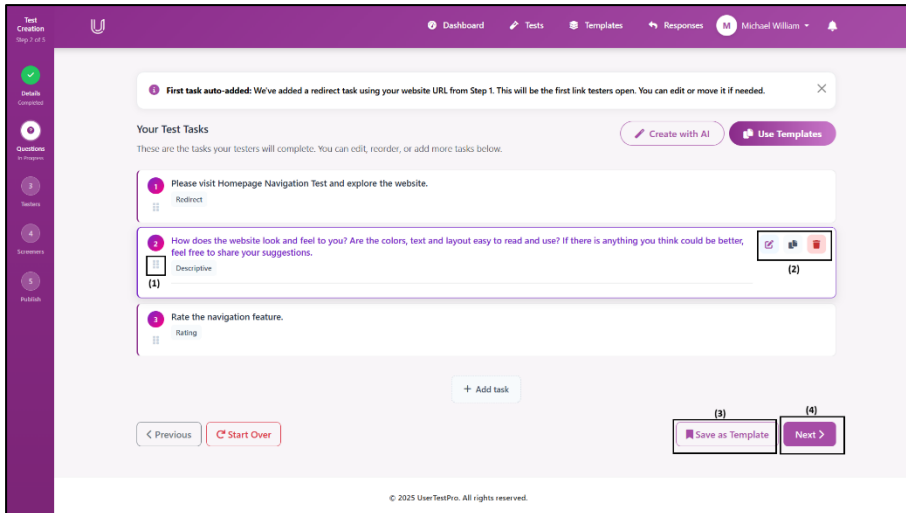 Test
Creation
Step 2 of 5
Dashboard
Tests
Templates
Responses
M
Michael William
Details
Completed
Questions
In Progress
3
Testers
4
Screeners
5
Publish
First task auto-added: We've added a redirect task using your website URL from Step 1. This will be the first link testers open. You can edit or move it if needed.
Your Test Tasks
These are the tasks your testers will complete. You can edit, reorder, or add more tasks below.
Create with AI
Use Templates
1
Please visit Homepage Navigation Test and explore the website.
Redirect
2
How does the website look and feel to you? Are the colors, text and layout easy to read and use? If there is anything you think could be better,
feel free to share your suggestions.
Descriptive
(1)
(2)
3
Rate the navigation feature.
Rating
+ Add task
(3)
(4)
Previous
Start Over
Save as Template
Next
© 2025 UserTestPro. All rights reserved.